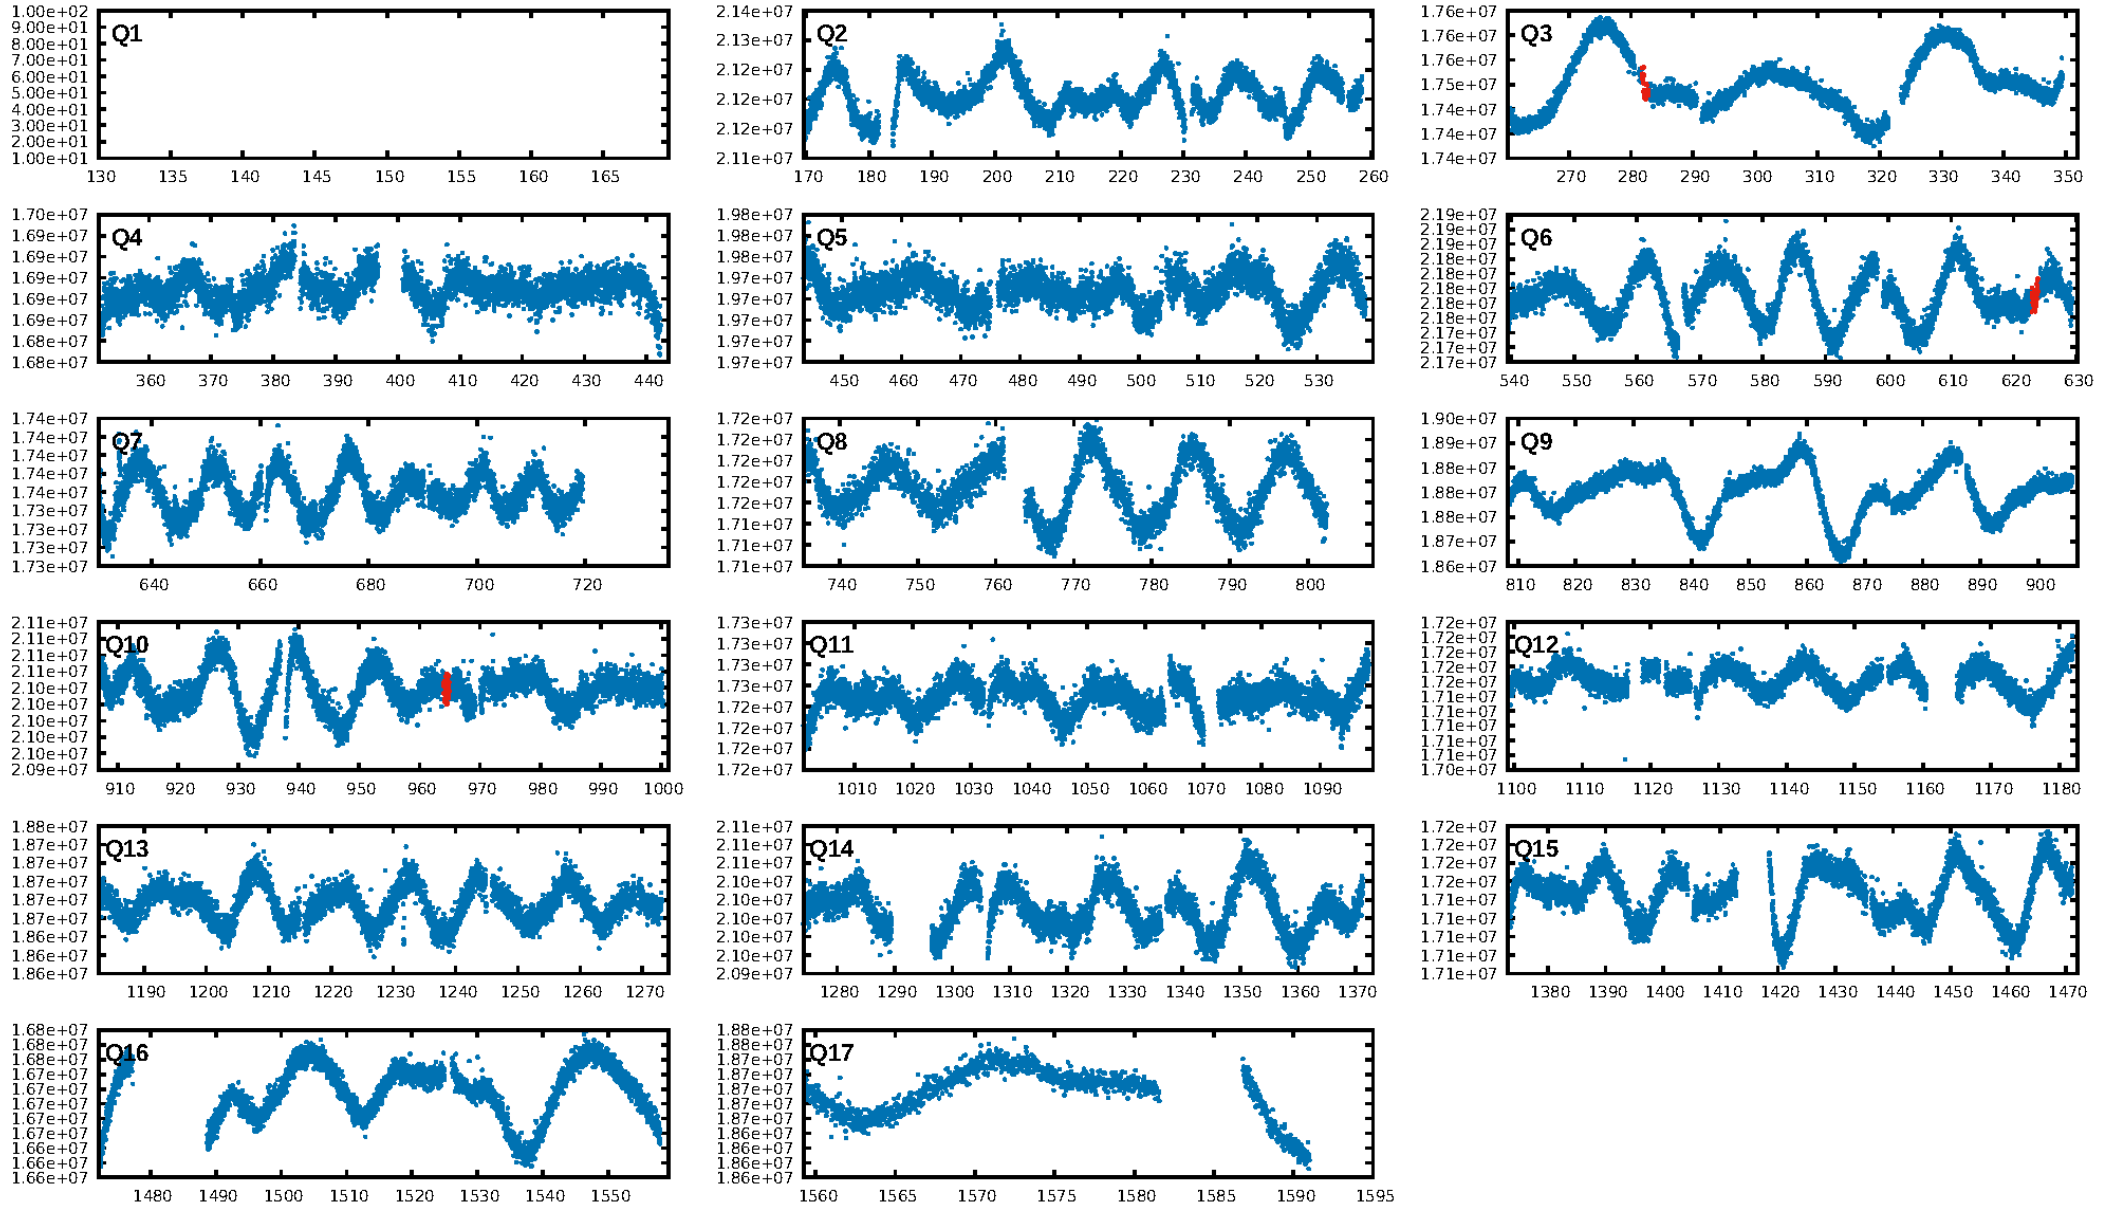 1.00e+02 9.00e+01 8.00e+01 7.00e+01 6.00e+01 5.00e+01 4.00e+01 3.00e+01 2.00e+01 1.00e+01
Q1
130 135 140 145 150 155 160 165
2.14e+07 2.13e+07 2.12e+07 2.12e+07 2.12e+07 2.11e+07
Q2
170 180 190 200 210 220 230 240 250 260
1.76e+07 1.76e+07 1.75e+07 1.75e+07 1.74e+07 1.74e+07 1.74e+07
Q3
270 280 290 300 310 320 330 340 350
1.70e+07 1.69e+07 1.69e+07 1.69e+07 1.69e+07 1.69e+07 1.68e+07 1.68e+07
Q4
360 370 380 390 400 410 420 430 440
1.98e+07 1.98e+07 1.98e+07 1.97e+07 1.97e+07 1.97e+07 1.97e+07 1.97e+07
Q5
450 460 470 480 490 500 510 520 530
2.19e+07 2.19e+07 2.19e+07 2.18e+07 2.18e+07 2.18e+07 2.18e+07 2.18e+07 2.17e+07 2.17e+07 2.17e+07
Q6
540 550 560 570 580 590 600 610 620 630
1.74e+07 1.74e+07 1.74e+07 1.74e+07 1.74e+07 1.73e+07 1.73e+07 1.73e+07 1.73e+07
Q7
640 660 680 700 720
1.72e+07 1.72e+07 1.72e+07 1.72e+07 1.72e+07 1.71e+07 1.71e+07 1.71e+07
Q8
740 750 760 770 780 790 800
1.90e+07 1.89e+07 1.88e+07 1.88e+07 1.88e+07 1.87e+07 1.86e+07
Q9
810 820 830 840 850 860 870 880 890 900
2.11e+07 2.11e+07 2.11e+07 2.11e+07 2.10e+07 2.10e+07 2.10e+07 2.10e+07 2.10e+07 2.09e+07
Q10
910 920 930 940 950 960 970 980 990 1000
1.73e+07 1.73e+07 1.73e+07 1.73e+07 1.72e+07 1.72e+07 1.72e+07 1.72e+07
Q11
1010 1020 1030 1040 1050 1060 1070 1080 1090
1.72e+07 1.72e+07 1.72e+07 1.72e+07 1.72e+07 1.71e+07 1.71e+07 1.71e+07 1.71e+07 1.71e+07 1.70e+07
Q12
1100 1110 1120 1130 1140 1150 1160 1170 1180
1.88e+07 1.87e+07 1.87e+07 1.87e+07 1.87e+07 1.87e+07 1.86e+07 1.86e+07 1.86e+07
Q13
1190 1200 1210 1220 1230 1240 1250 1260 1270
2.11e+07 2.11e+07 2.11e+07 2.10e+07 2.10e+07 2.10e+07 2.10e+07 2.10e+07 2.09e+07
Q14
1280 1290 1300 1310 1320 1330 1340 1350 1360 1370
1.72e+07 1.72e+07 1.72e+07 1.72e+07 1.72e+07 1.71e+07 1.71e+07 1.71e+07 1.71e+07
Q15
1380 1390 1400 1410 1420 1430 1440 1450 1460 1470
1.68e+07 1.68e+07 1.68e+07 1.67e+07 1.67e+07 1.67e+07 1.67e+07 1.67e+07 1.66e+07 1.66e+07 1.66e+07
Q16
1480 1490 1500 1510 1520 1530 1540 1550
1.88e+07 1.87e+07 1.87e+07 1.87e+07 1.87e+07 1.87e+07 1.87e+07 1.86e+07 1.86e+07 1.86e+07 1.86e+07
Q17
1560 1565 1570 1575 1580 1585 1590 1595